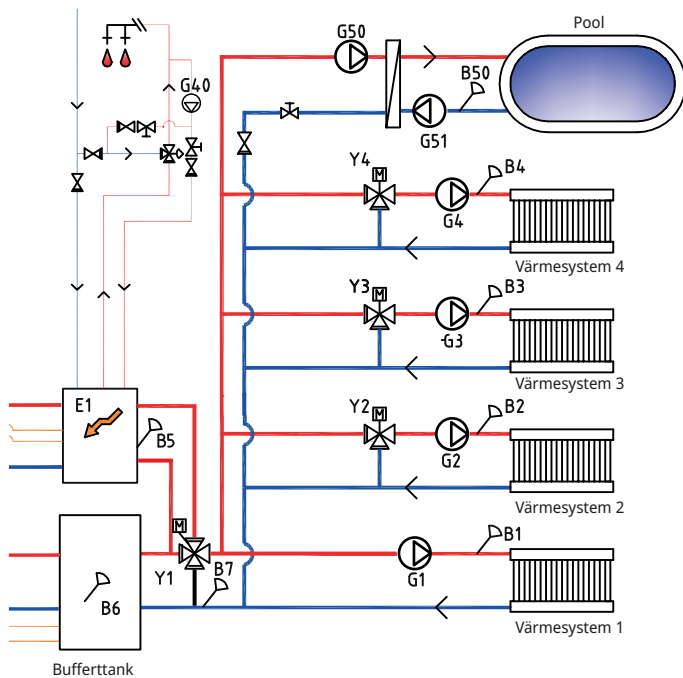 Pool
G50
G40
B50
G51
Y4
M
B4
G4
Värmesystem 4
Y3
M
B3
-G3
Värmesystem 3
E1
B5
Y2
M
B2
G2
Värmesystem 2
M
Y1
B7
B6
B1
G1
Värmesystem 1
Bufferttank